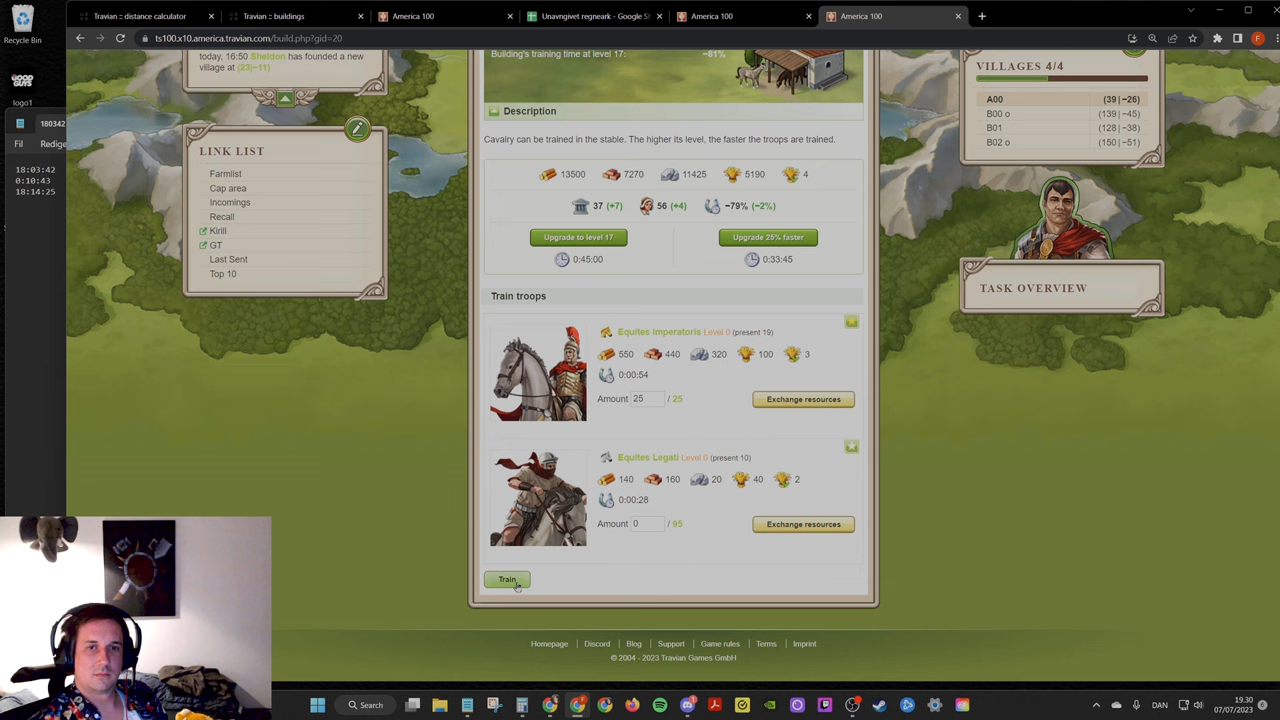 Recycle Bin
logo1
180342
Fil
Redige
18:03:42
0:10:43
18:14:25
Travian :: distance calculator
Travian :: buildings
America 100
Unavngivet regneark - Google S
America 100
America 100
ts100.x10.america.travian.com/build.php?gid=20
today, 16:50 Sheldon has founded a new
village at (23|−11)
LINK LIST
Farmlist
Cap area
Incomings
Recall
Kirill
GT
Last Sent
Top 10
Building's training time at level 17: −81%
Description
Cavalry can be trained in the stable. The higher its level, the faster the troops are trained.
13500 7270 11425 5190 4
37 (+7) 56 (+4) −79% (−2%)
Upgrade to level 17 Upgrade 25% faster
0:45:00 0:33:45
Train troops
Equites Imperatoris Level 0 (present 19)
550 440 320 100 3
0:00:54
Amount 25 / 25 Exchange resources
Equites Legati Level 0 (present 10)
140 160 20 40 2
0:00:28
Amount 0 / 95 Exchange resources
Train
VILLAGES 4/4
A00 (39|−26)
B00 o (139|−45)
B01 (128|−38)
B02 o (150|−51)
TASK OVERVIEW
Homepage Discord Blog Support Game rules Terms Imprint
© 2004 - 2023 Travian Games GmbH
Search
DAN
19.30
07/07/2023